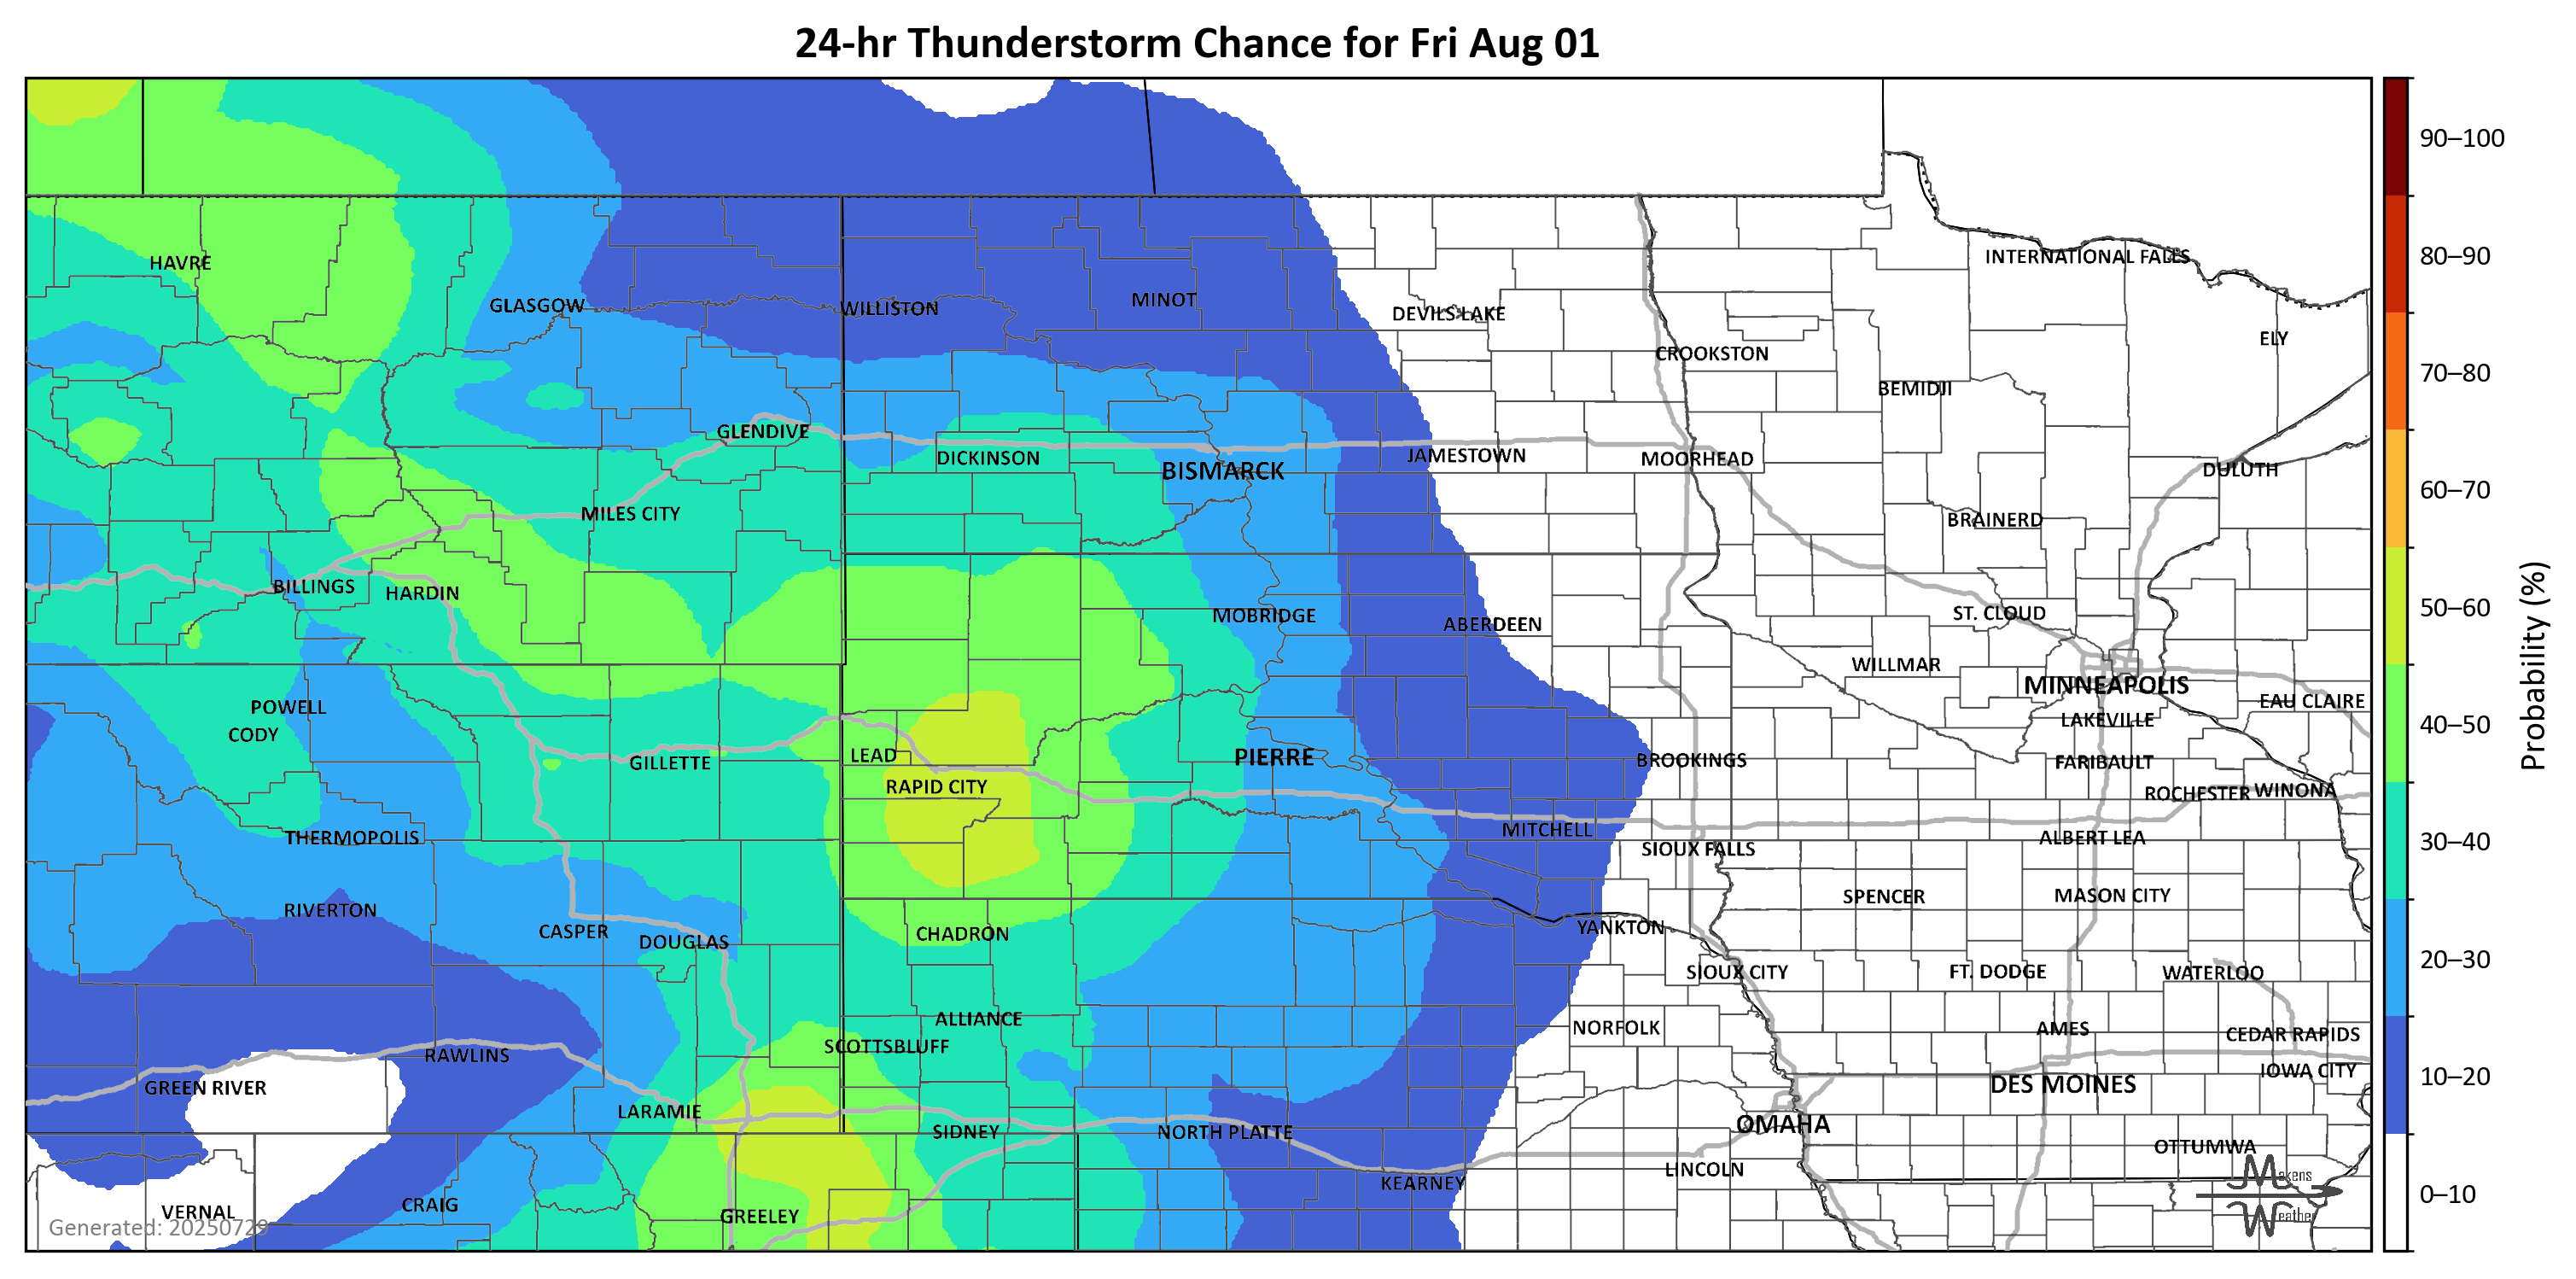 24-hr Thunderstorm Chance for Fri Aug 01
90–100
INTERNATIONAL FALLS
80–90
HAVRE
MINOT
GLASGOW
WILLISTON
DEVILS LAKE
ELY
CROOKSTON
70–80
BEMIDJI
GLENDIVE
JAMESTOWN
DICKINSON
MOORHEAD
BISMARCK
DULUTH
60–70
MILES CITY
BRAINERD
BILLINGS
HARDIN
50–60
ST. CLOUD
MOBRIDGE
ABERDEEN
WILLMAR
MINNEAPOLIS
EAU CLAIRE
POWELL
LAKEVILLE
40–50
CODY
LEAD
PIERRE
BROOKINGS
GILLETTE
FARIBAULT
RAPID CITY
ROCHESTER
WINONA
MITCHELL
THERMOPOLIS
ALBERT LEA
30–40
SIOUX FALLS
SPENCER
MASON CITY
RIVERTON
YANKTON
CASPER
CHADRON
DOUGLAS
20–30
SIOUX CITY
FT. DODGE
WATERLOO
ALLIANCE
NORFOLK
AMES
CEDAR RAPIDS
SCOTTSBLUFF
RAWLINS
IOWA CITY
10–20
GREEN RIVER
DES MOINES
LARAMIE
OMAHA
SIDNEY
NORTH PLATTE
OTTUMWA
LINCOLN
KEARNEY
Makens
Weather
0–10
CRAIG
VERNAL
GREELEY
Generated: 20250729
Probability (%)